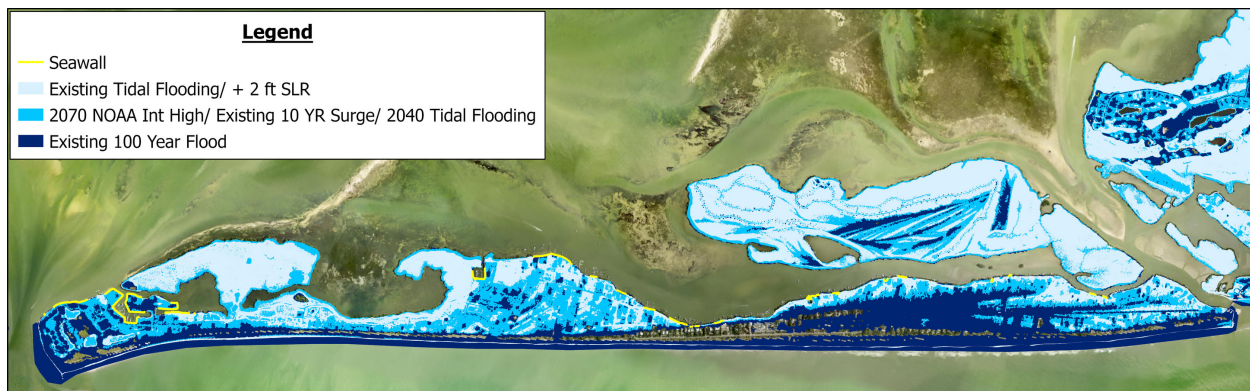 Legend
Seawall
Existing Tidal Flooding/ + 2 ft SLR
2070 NOAA Int High/ Existing 10 YR Surge/ 2040 Tidal Flooding
Existing 100 Year Flood